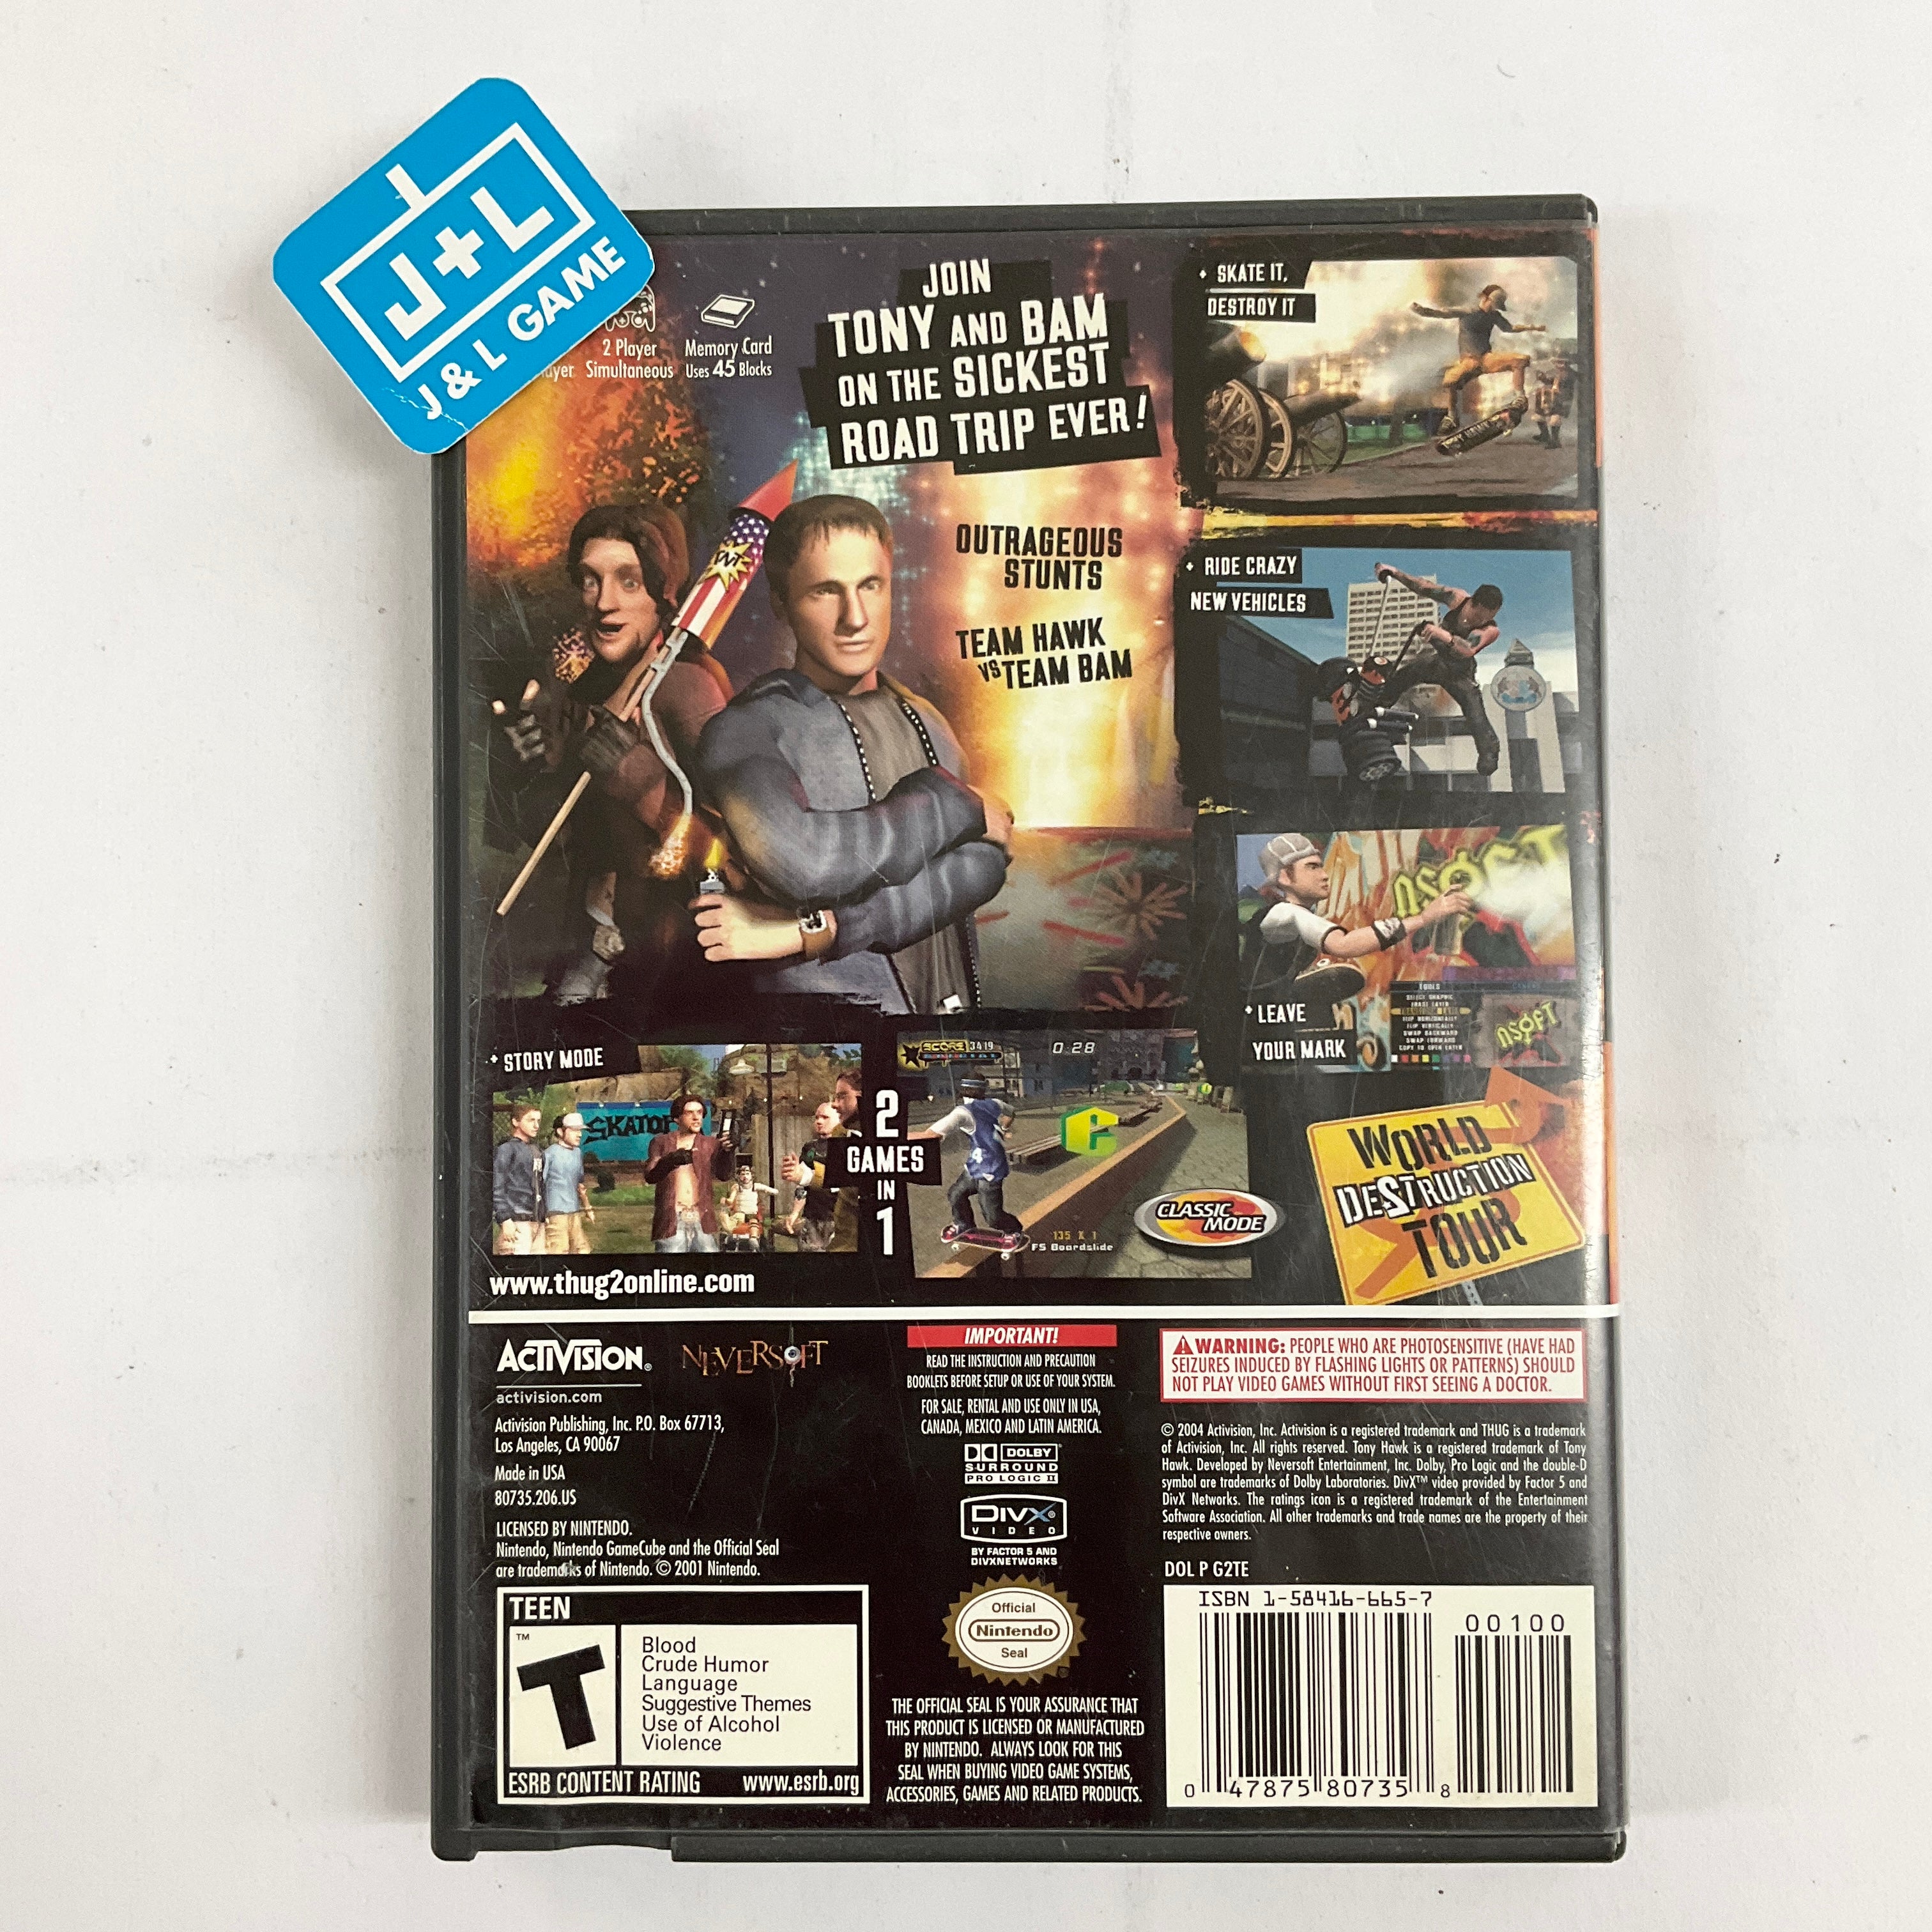 J+L
J & L GAME
2 Player
Simultaneous
Memory Card
Uses 45 Blocks
JOIN
TONY AND BAM
ON THE SICKEST
ROAD TRIP EVER!
OUTRAGEOUS
STUNTS
TEAM HAWK
VS TEAM BAM
TNT
+ SKATE IT,
DESTROY IT
+ RIDE CRAZY
NEW VEHICLES
+ LEAVE
YOUR MARK
NSOFT
+ STORY MODE
SKATOP
2
GAMES
IN
1
SCORE 3419
0:28
135 X 1
FS Boardslide
CLASSIC
MODE
WORLD
DESTRUCTION
TOUR
www.thug2online.com
ACTIVISION®
activision.com
NEVERSOFT
Activision Publishing, Inc. P.O. Box 67713,
Los Angeles, CA 90067
Made in USA
80735.206.US
LICENSED BY NINTENDO.
Nintendo, Nintendo GameCube and the Official Seal
are trademarks of Nintendo. © 2001 Nintendo.
TEEN
T
™
Blood
Crude Humor
Language
Suggestive Themes
Use of Alcohol
Violence
ESRB CONTENT RATING www.esrb.org
IMPORTANT!
READ THE INSTRUCTION AND PRECAUTION
BOOKLETS BEFORE SETUP OR USE OF YOUR SYSTEM.
FOR SALE, RENTAL AND USE ONLY IN USA,
CANADA, MEXICO AND LATIN AMERICA.
DOLBY
SURROUND
PRO LOGIC II
DIVX®
VIDEO
BY FACTOR 5 AND
DIVXNETWORKS
Official
Nintendo
Seal
THE OFFICIAL SEAL IS YOUR ASSURANCE THAT
THIS PRODUCT IS LICENSED OR MANUFACTURED
BY NINTENDO. ALWAYS LOOK FOR THIS
SEAL WHEN BUYING VIDEO GAME SYSTEMS,
ACCESSORIES, GAMES AND RELATED PRODUCTS.
WARNING: PEOPLE WHO ARE PHOTOSENSITIVE (HAVE HAD
SEIZURES INDUCED BY FLASHING LIGHTS OR PATTERNS) SHOULD
NOT PLAY VIDEO GAMES WITHOUT FIRST SEEING A DOCTOR.
© 2004 Activision, Inc. Activision is a registered trademark and THUG is a trademark
of Activision, Inc. All rights reserved. Tony Hawk is a registered trademark of Tony
Hawk. Developed by Neversoft Entertainment, Inc. Dolby, Pro Logic and the double-D
symbol are trademarks of Dolby Laboratories. DivX™ video provided by Factor 5 and
DivX Networks. The ratings icon is a registered trademark of the Entertainment
Software Association. All other trademarks and trade names are the property of their
respective owners.
DOL P G2TE
ISBN 1-58416-665-7
00100
0 47875 80735 8